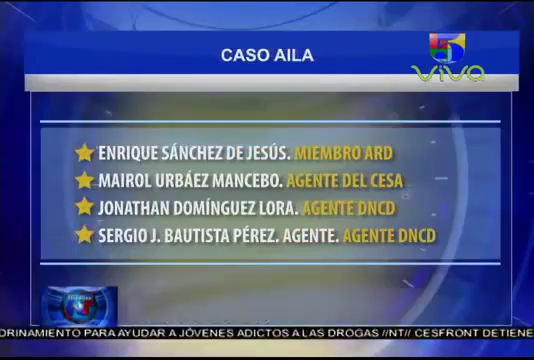 CASO AILA
5
VIVA
ENRIQUE SÁNCHEZ DE JESÚS. MIEMBRO ARD
MAIROL URBÁEZ MANCEBO. AGENTE DEL CESA
JONATHAN DOMÍNGUEZ LORA. AGENTE DNCD
SERGIO J. BAUTISTA PÉREZ. AGENTE. AGENTE DNCD
DRINAMIENTO PARA AYUDAR A JÓVENES ADICTOS A LAS DROGAS //NT// CESFRONT DETIENE